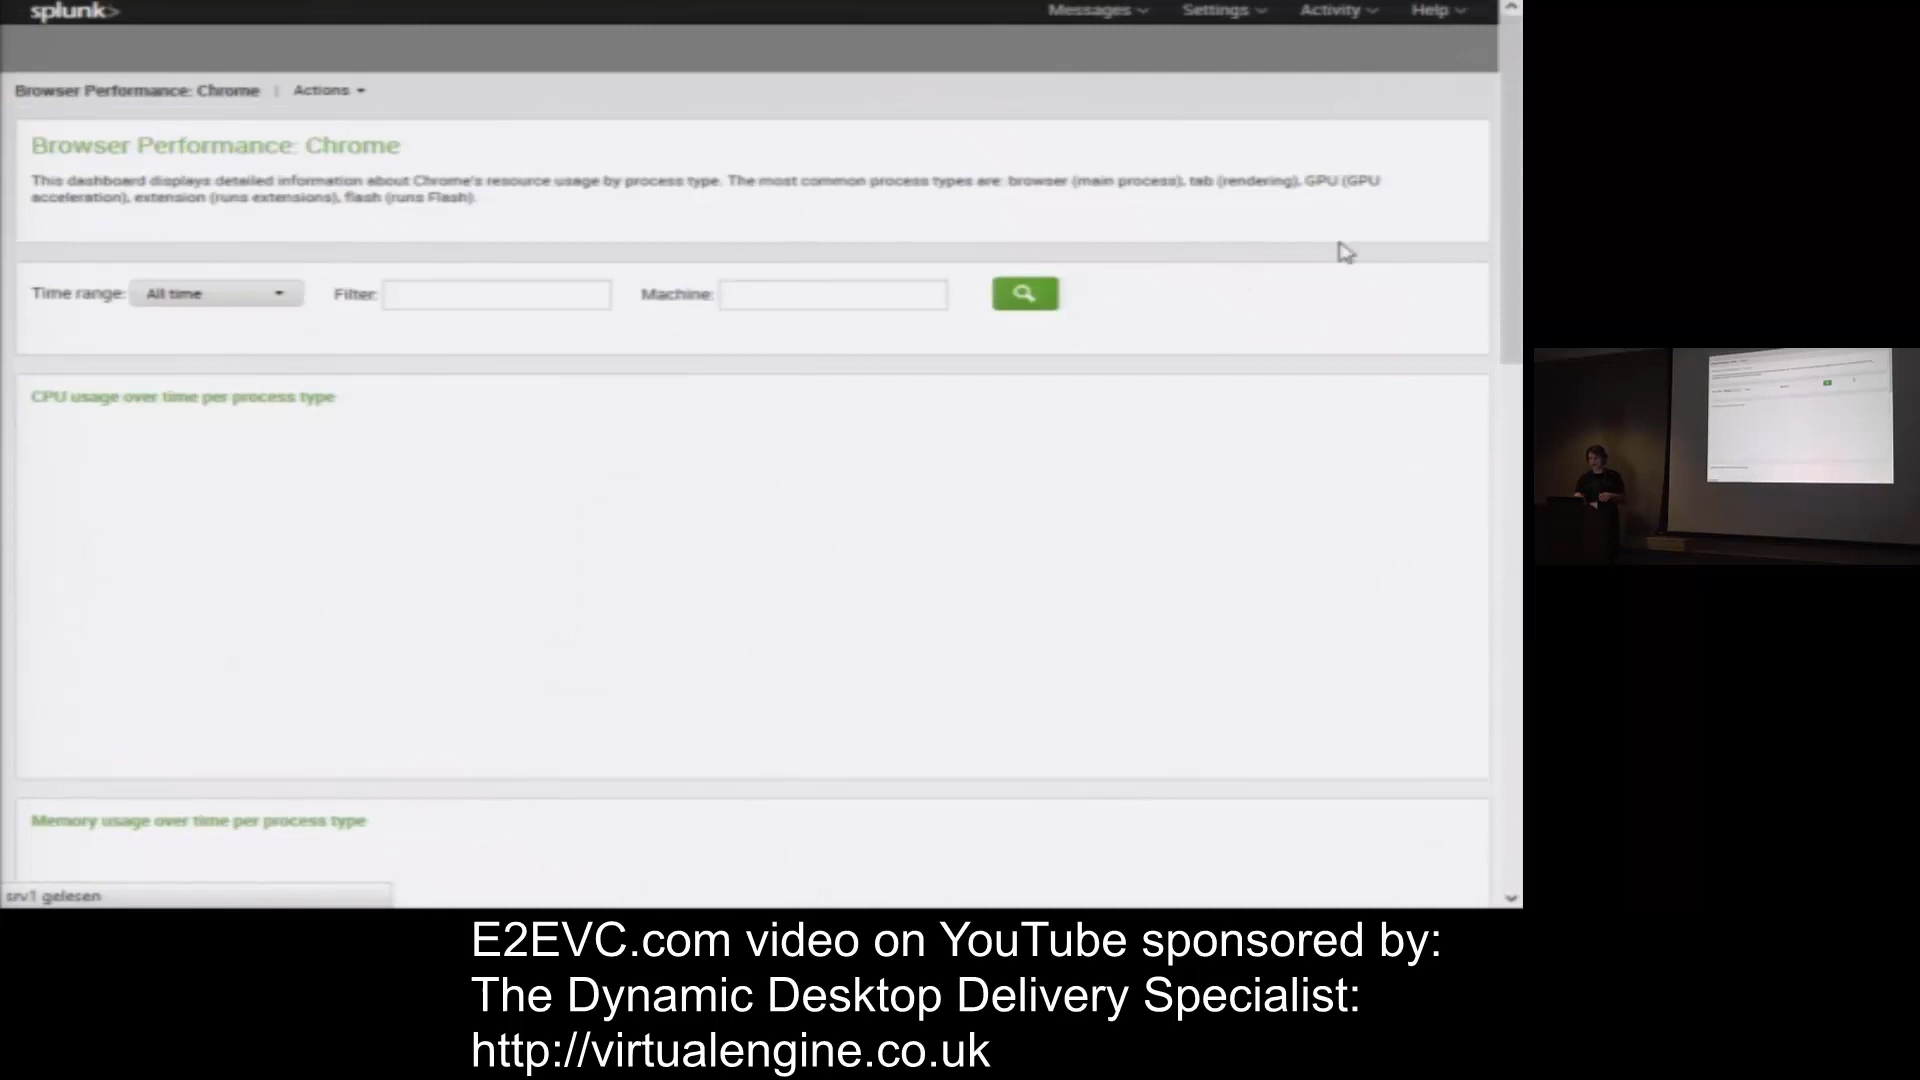 splunk>
Messages Settings Activity Help
Browser Performance: Chrome | Actions
Browser Performance: Chrome
This dashboard displays detailed information about Chrome's resource usage by process type. The most common process types are: browser (main process), tab (rendering), GPU (GPU
acceleration), extension (runs extensions), flash (runs Flash).
Time range: All time Filter: Machine:
CPU usage over time per process type
Memory usage over time per process type
srv1 gelesen
E2EVC.com video on YouTube sponsored by:
The Dynamic Desktop Delivery Specialist:
http://virtualengine.co.uk